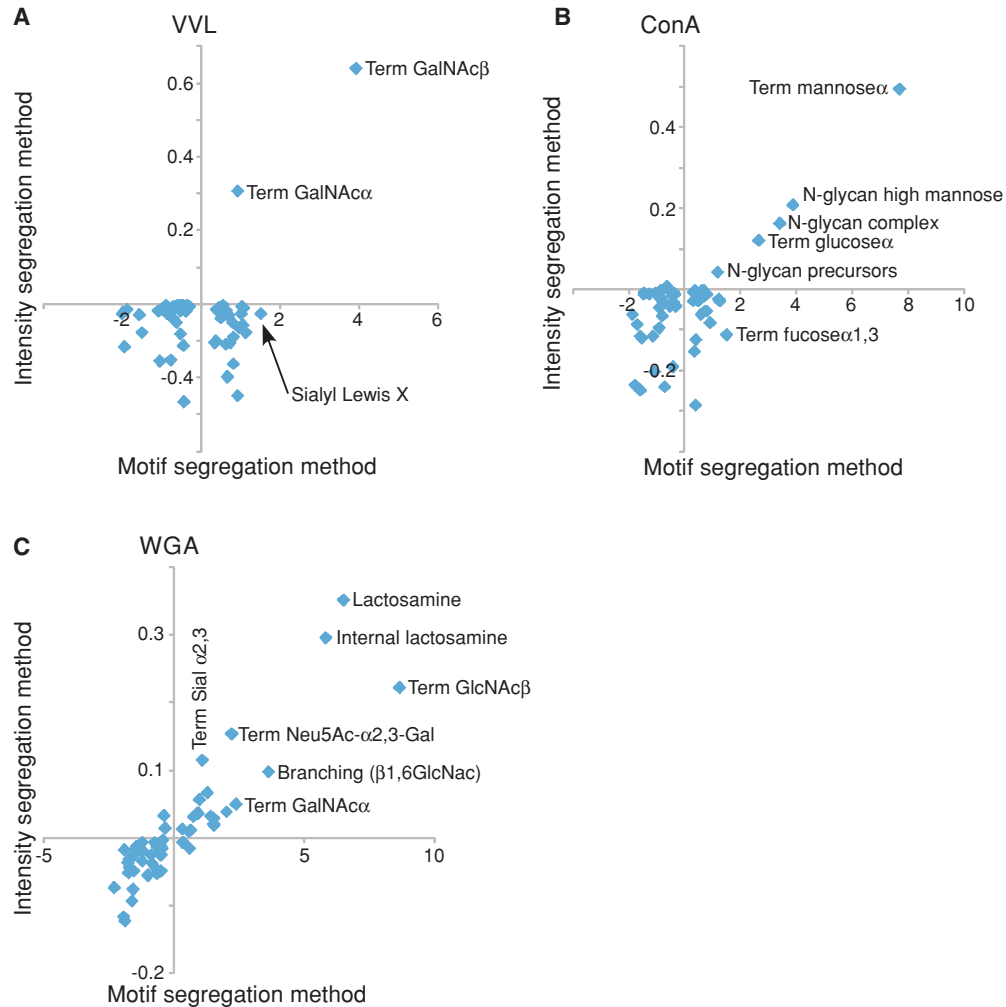 A
VVL
Intensity segregation method
0.6
0.4
0.2
-0.4
-2
2
4
6
Term GalNAcβ
Term GalNAcα
Sialyl Lewis X
Motif segregation method
B
ConA
Intensity segregation method
0.4
0.2
-0.2
-2
2
4
6
8
10
Term mannoseα
N-glycan high mannose
N-glycan complex
Term glucoseα
N-glycan precursors
Term fucoseα1,3
Motif segregation method
C
WGA
Intensity segregation method
0.3
0.1
-0.2
-5
5
10
Term Sial α2,3
Lactosamine
Internal lactosamine
Term GlcNAcβ
Term Neu5Ac-α2,3-Gal
Branching (β1,6GlcNac)
Term GalNAcα
Motif segregation method